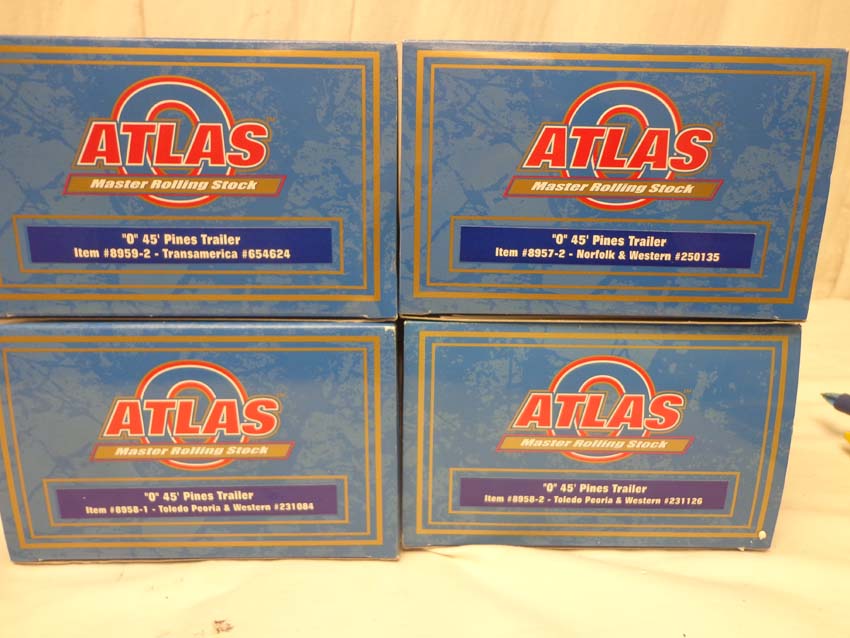 ATLAS
Master Rolling Stock
"O" 45' Pines Trailer
Item #8959-2 - Transamerica #654624
ATLAS
Master Rolling Stock
"O" 45' Pines Trailer
Item #8957-2 - Norfolk & Western #250135
ATLAS
Master Rolling Stock
"O" 45' Pines Trailer
Item #8958-1 - Toledo Peoria & Western #231084
ATLAS
Master Rolling Stock
"O" 45' Pines Trailer
Item #8958-2 - Toledo Peoria & Western #231126